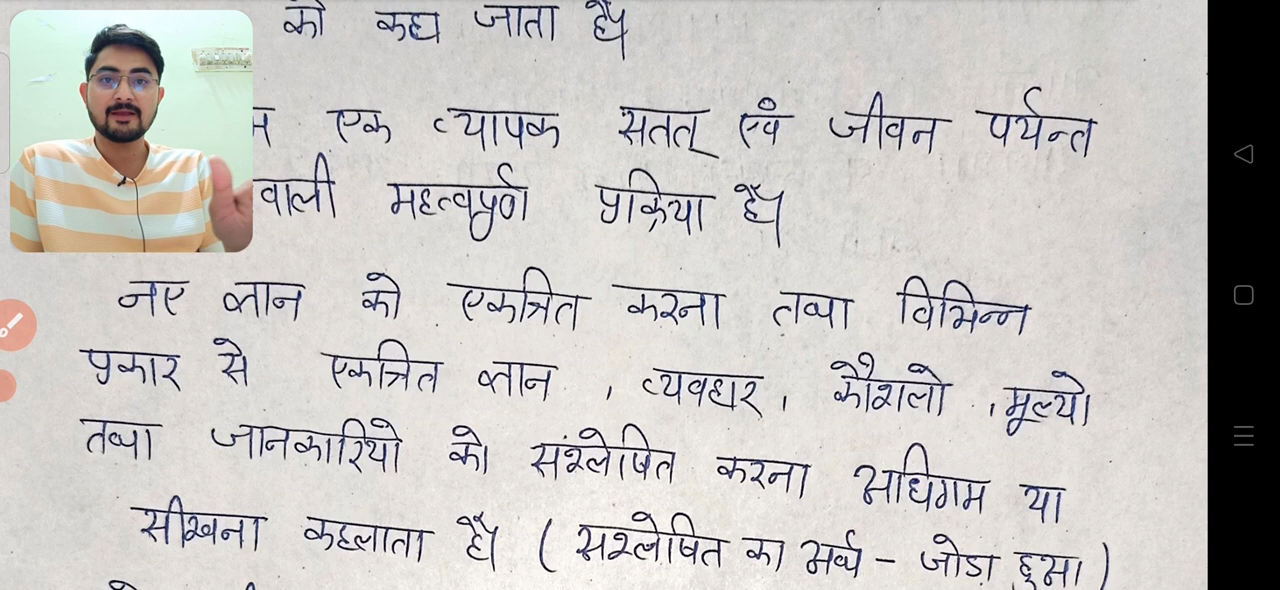 को कहा जाता है।
म एक व्यापक सतत् एवं जीवन पर्यन्त
वाली महत्वपूर्ण प्रक्रिया है।
नए ज्ञान को एकत्रित करना तथा विभिन्न
प्रकार से एकत्रित ज्ञान , व्यवहार , कौशलो , मूल्यो
तथा जानकारियो को संश्लेषित करना अधिगम या
सीखना कहलाता है। ( संश्लेषित का अर्थ – जोडा हुआ )